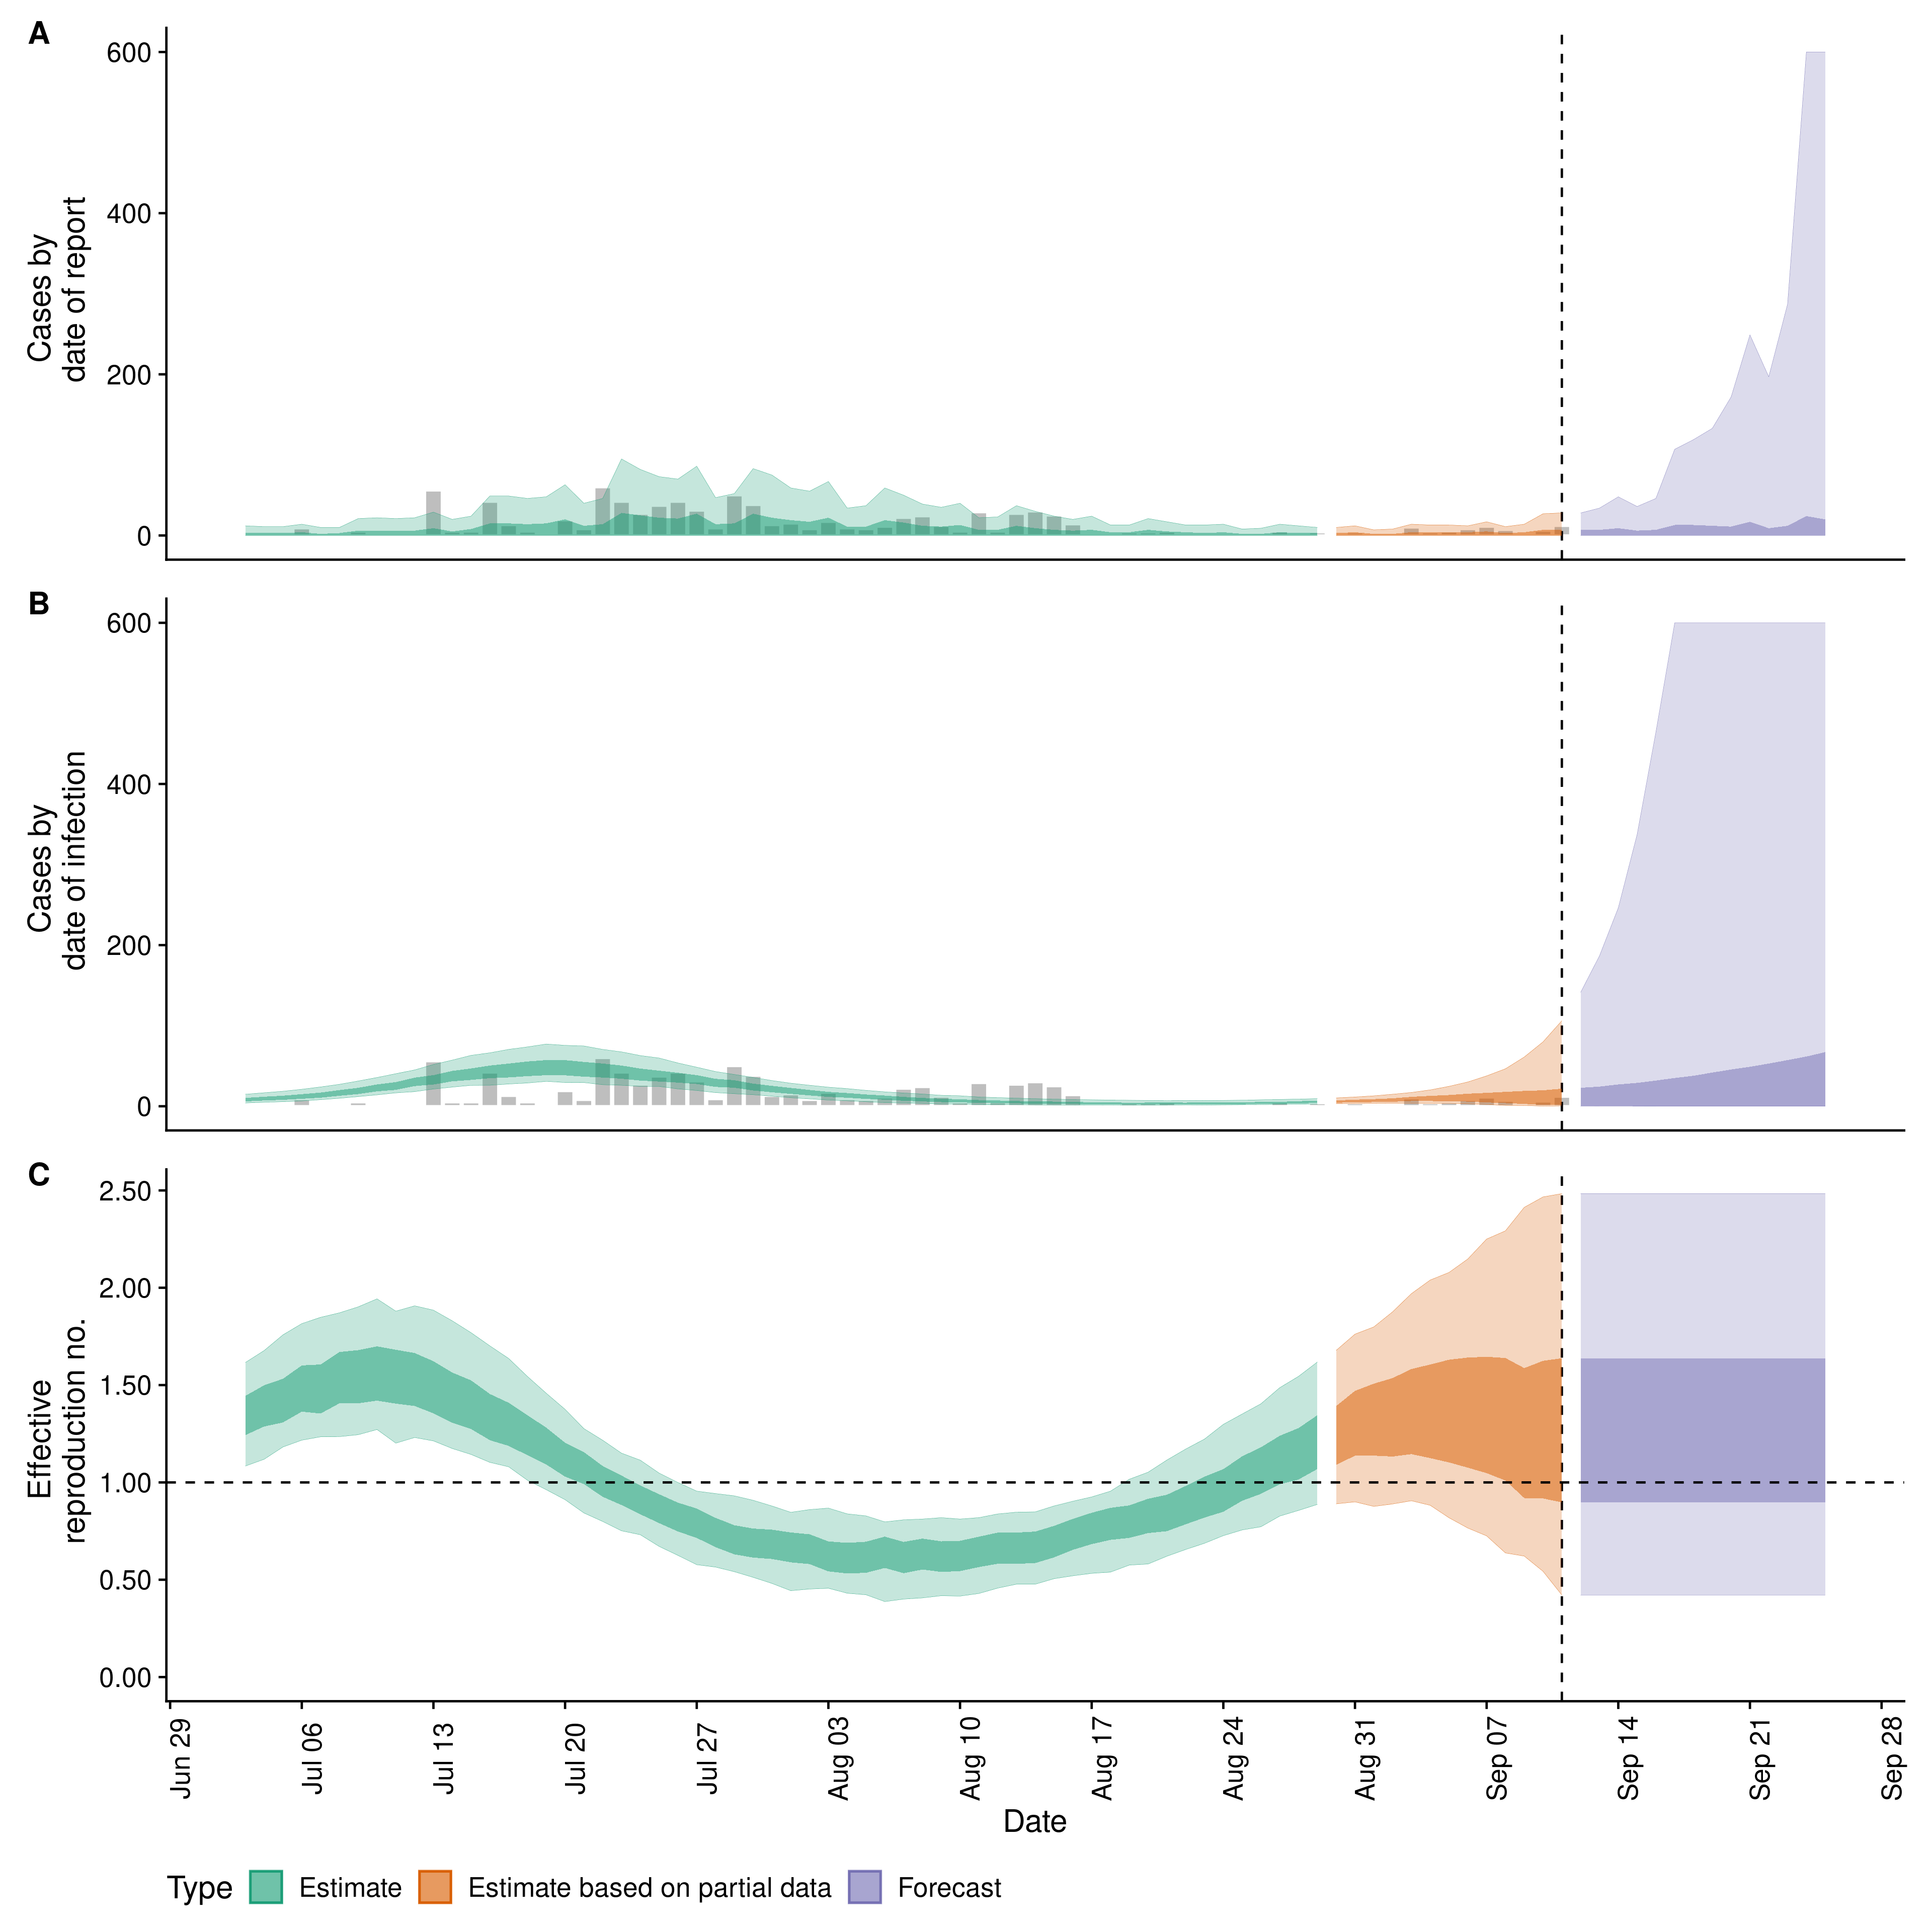 A
600
400
200
0
Cases by
date of report
B
600
400
200
0
Cases by
date of infection
C
2.50
2.00
1.50
1.00
0.50
0.00
Effective
reproduction no.
Jun 29
Jul 06
Jul 13
Jul 20
Jul 27
Aug 03
Aug 10
Aug 17
Aug 24
Aug 31
Sep 07
Sep 14
Sep 21
Sep 28
Date
Type Estimate Estimate based on partial data Forecast